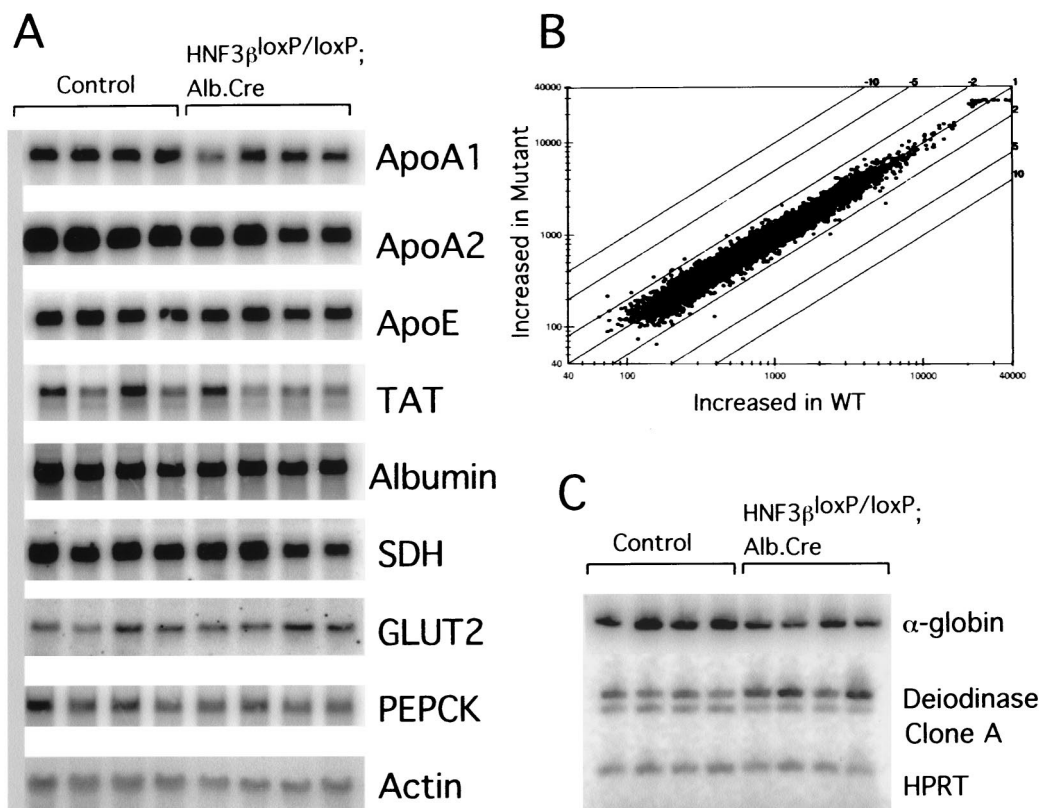 A
HNF3βloxP/loxP;
Control
Alb.Cre
ApoA1
ApoA2
ApoE
TAT
Albumin
SDH
GLUT2
PEPCK
Actin
B
-10
-5
-2
1
2
5
10
40000
10000
1000
100
40
40
100
1000
10000
40000
Increased in Mutant
Increased in WT
C
HNF3βloxP/loxP;
Control
Alb.Cre
α-globin
Deiodinase
Clone A
HPRT